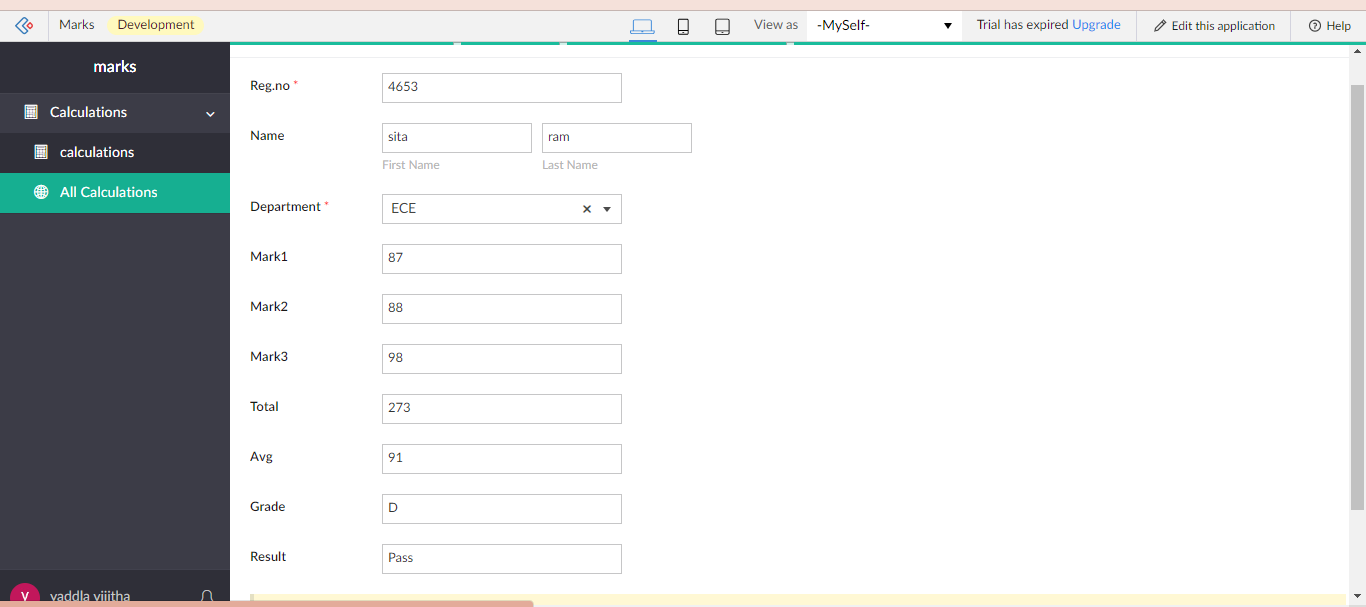 Marks Development View as -MySelf- Trial has expired Upgrade Edit this application Help
marks
Calculations
calculations
All Calculations
Reg.no * 4653
Name sita ram
First Name Last Name
Department * ECE
Mark1 87
Mark2 88
Mark3 98
Total 273
Avg 91
Grade D
Result Pass
V vaddla vijitha